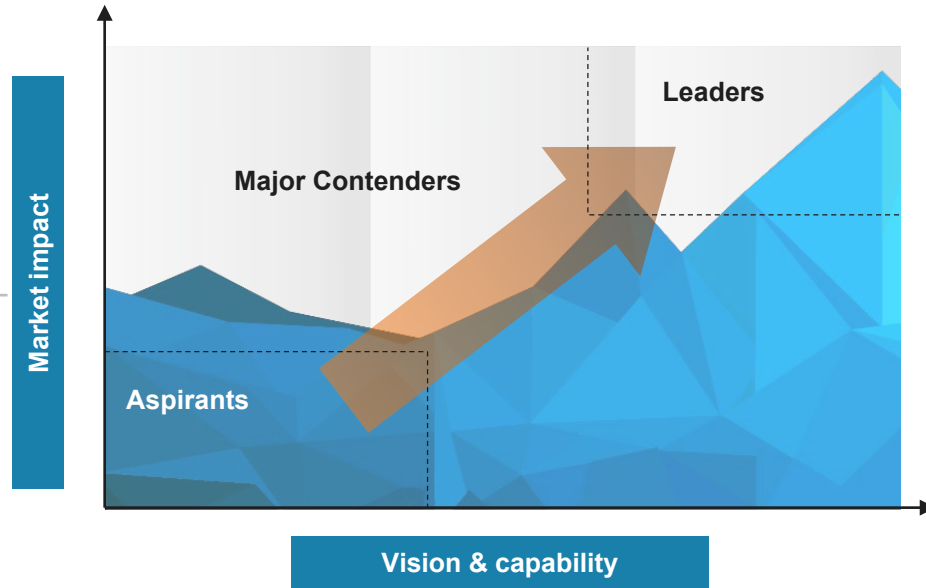 Leaders
Major Contenders
Market impact
Aspirants
Vision & capability